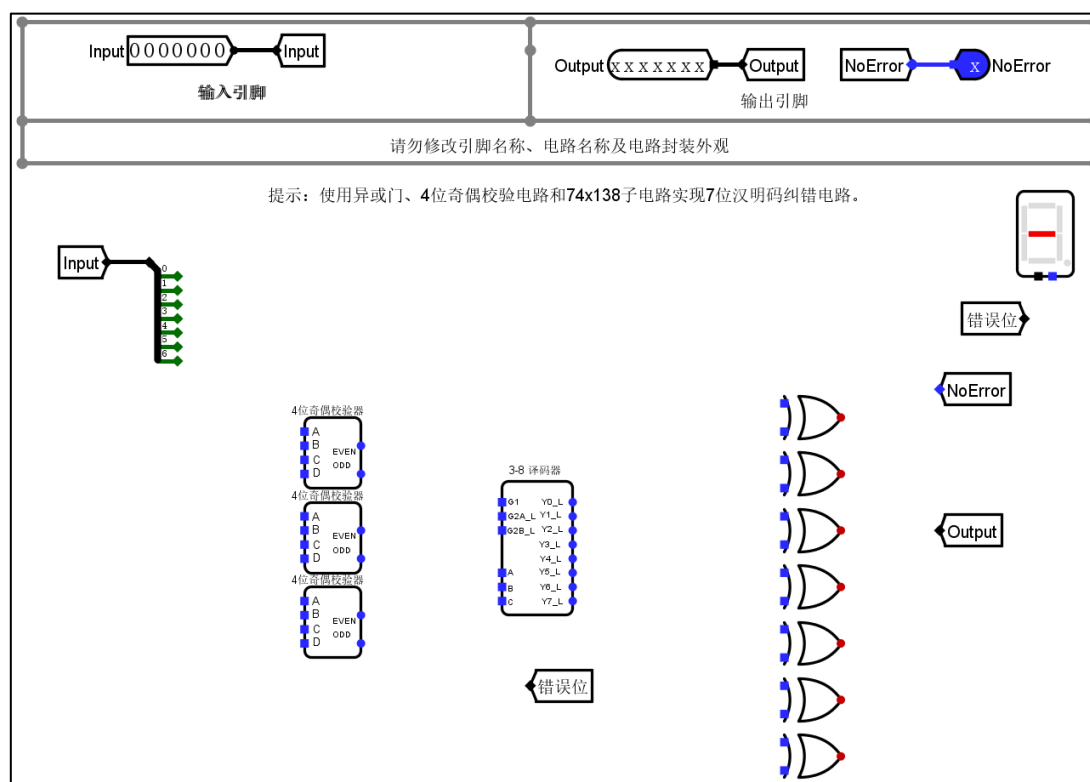 Input 0000000 Input
输入引脚
Output x x x x x x x Output
NoError x NoError
输出引脚
请勿修改引脚名称、电路名称及电路封装外观
提示：使用异或门、4位奇偶校验电路和74x138子电路实现7位汉明码纠错电路。
Input
0
1
2
3
4
5
6
错误位
NoError
4位奇偶校验器
A
B EVEN
C ODD
D
4位奇偶校验器
A
B EVEN
C ODD
D
4位奇偶校验器
A
B EVEN
C ODD
D
3-8 译码器
G1 Y0_L
G2A_L Y1_L
G2B_L Y2_L
Y3_L
Y4_L
A Y5_L
B Y6_L
C Y7_L
Output
错误位